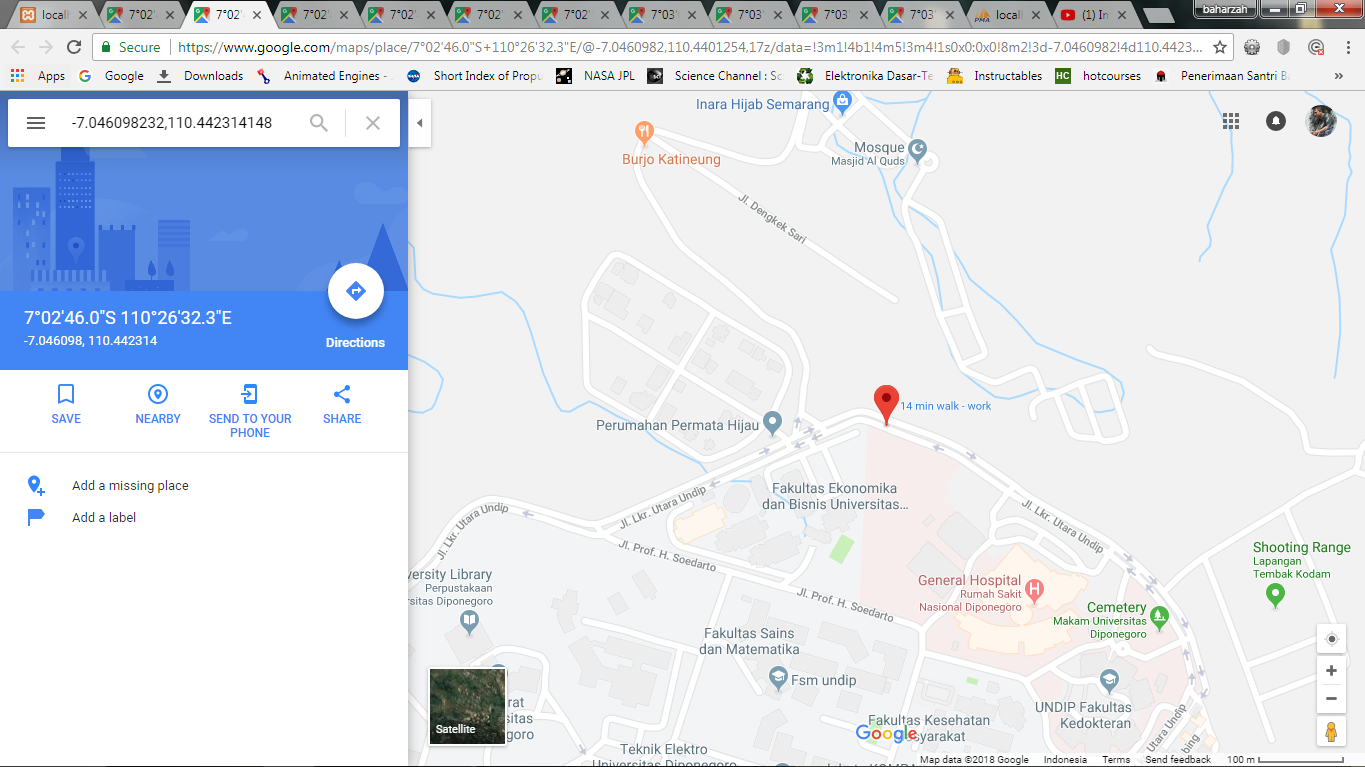 locall
7°02'
7°02'
7°02'
7°02'
7°02'
7°02'
7°03'
7°03'
7°03'
7°03'
PMA
locall
(1) In
baharzah
Secure
https://www.google.com/maps/place/7°02'46.0"S+110°26'32.3"E/@-7.0460982,110.4401254,17z/data=!3m1!4b1!4m5!3m4!1s0x0:0x0!8m2!3d-7.0460982!4d110.4423...
Apps
Google
Downloads
Animated Engines -
NASA
Short Index of Propu
NASA JPL
Science Channel : Sc
Elektronika Dasar-Te
Instructables
HC
hotcourses
Penerimaan Santri Ba
»
-7.046098232,110.442314148
7°02'46.0"S 110°26'32.3"E
-7.046098, 110.442314
Directions
SAVE
NEARBY
SEND TO YOUR
PHONE
SHARE
Add a missing place
Add a label
Inara Hijab Semarang
Burjo Katineung
Mosque
Masjid Al Quds
Jl. Dengkek Sari
14 min walk - work
Perumahan Permata Hijau
Fakultas Ekonomika
dan Bisnis Universitas...
Jl. Lkr. Utara Undip
Jl. Lkr. Utara Undip
Jl. Lkr. Utara Undip
Jl. Prof. H. Soedarto
Jl. Prof. H. Soedarto
Shooting Range
Lapangan
Tembak Kodam
versity Library
Perpustakaan
rsitas Diponegoro
General Hospital
Rumah Sakit
Nasional Diponegoro
H
Cemetery
Makam Universitas
Diponegoro
Fakultas Sains
dan Matematika
Fsm undip
UNDIP Fakultas
Kedokteran
rat
sitas
goro
Fakultas Kesehatan
syarakat
Teknik Elektro
Universitas Diponegoro
Utara Undip
Satellite
Google
Map data ©2018 Google
Indonesia
Terms
Send feedback
100 m